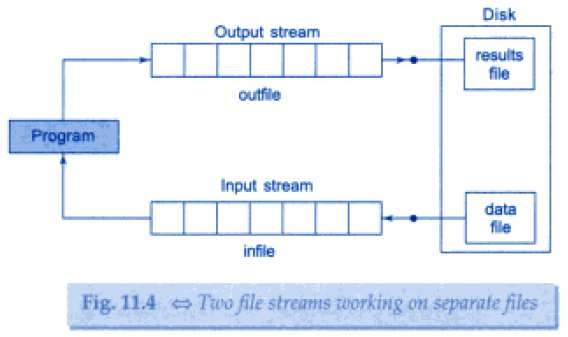 Disk
Output stream
results
file
outfile
Program
Input stream
data
file
infile
Fig. 11.4 ⇔ Two file streams working on separate files